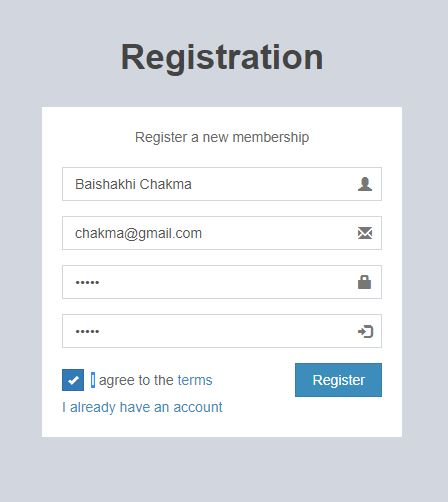 Registration
Register a new membership
Baishakhi Chakma
chakma@gmail.com
•••••
•••••
I agree to the terms
Register
I already have an account